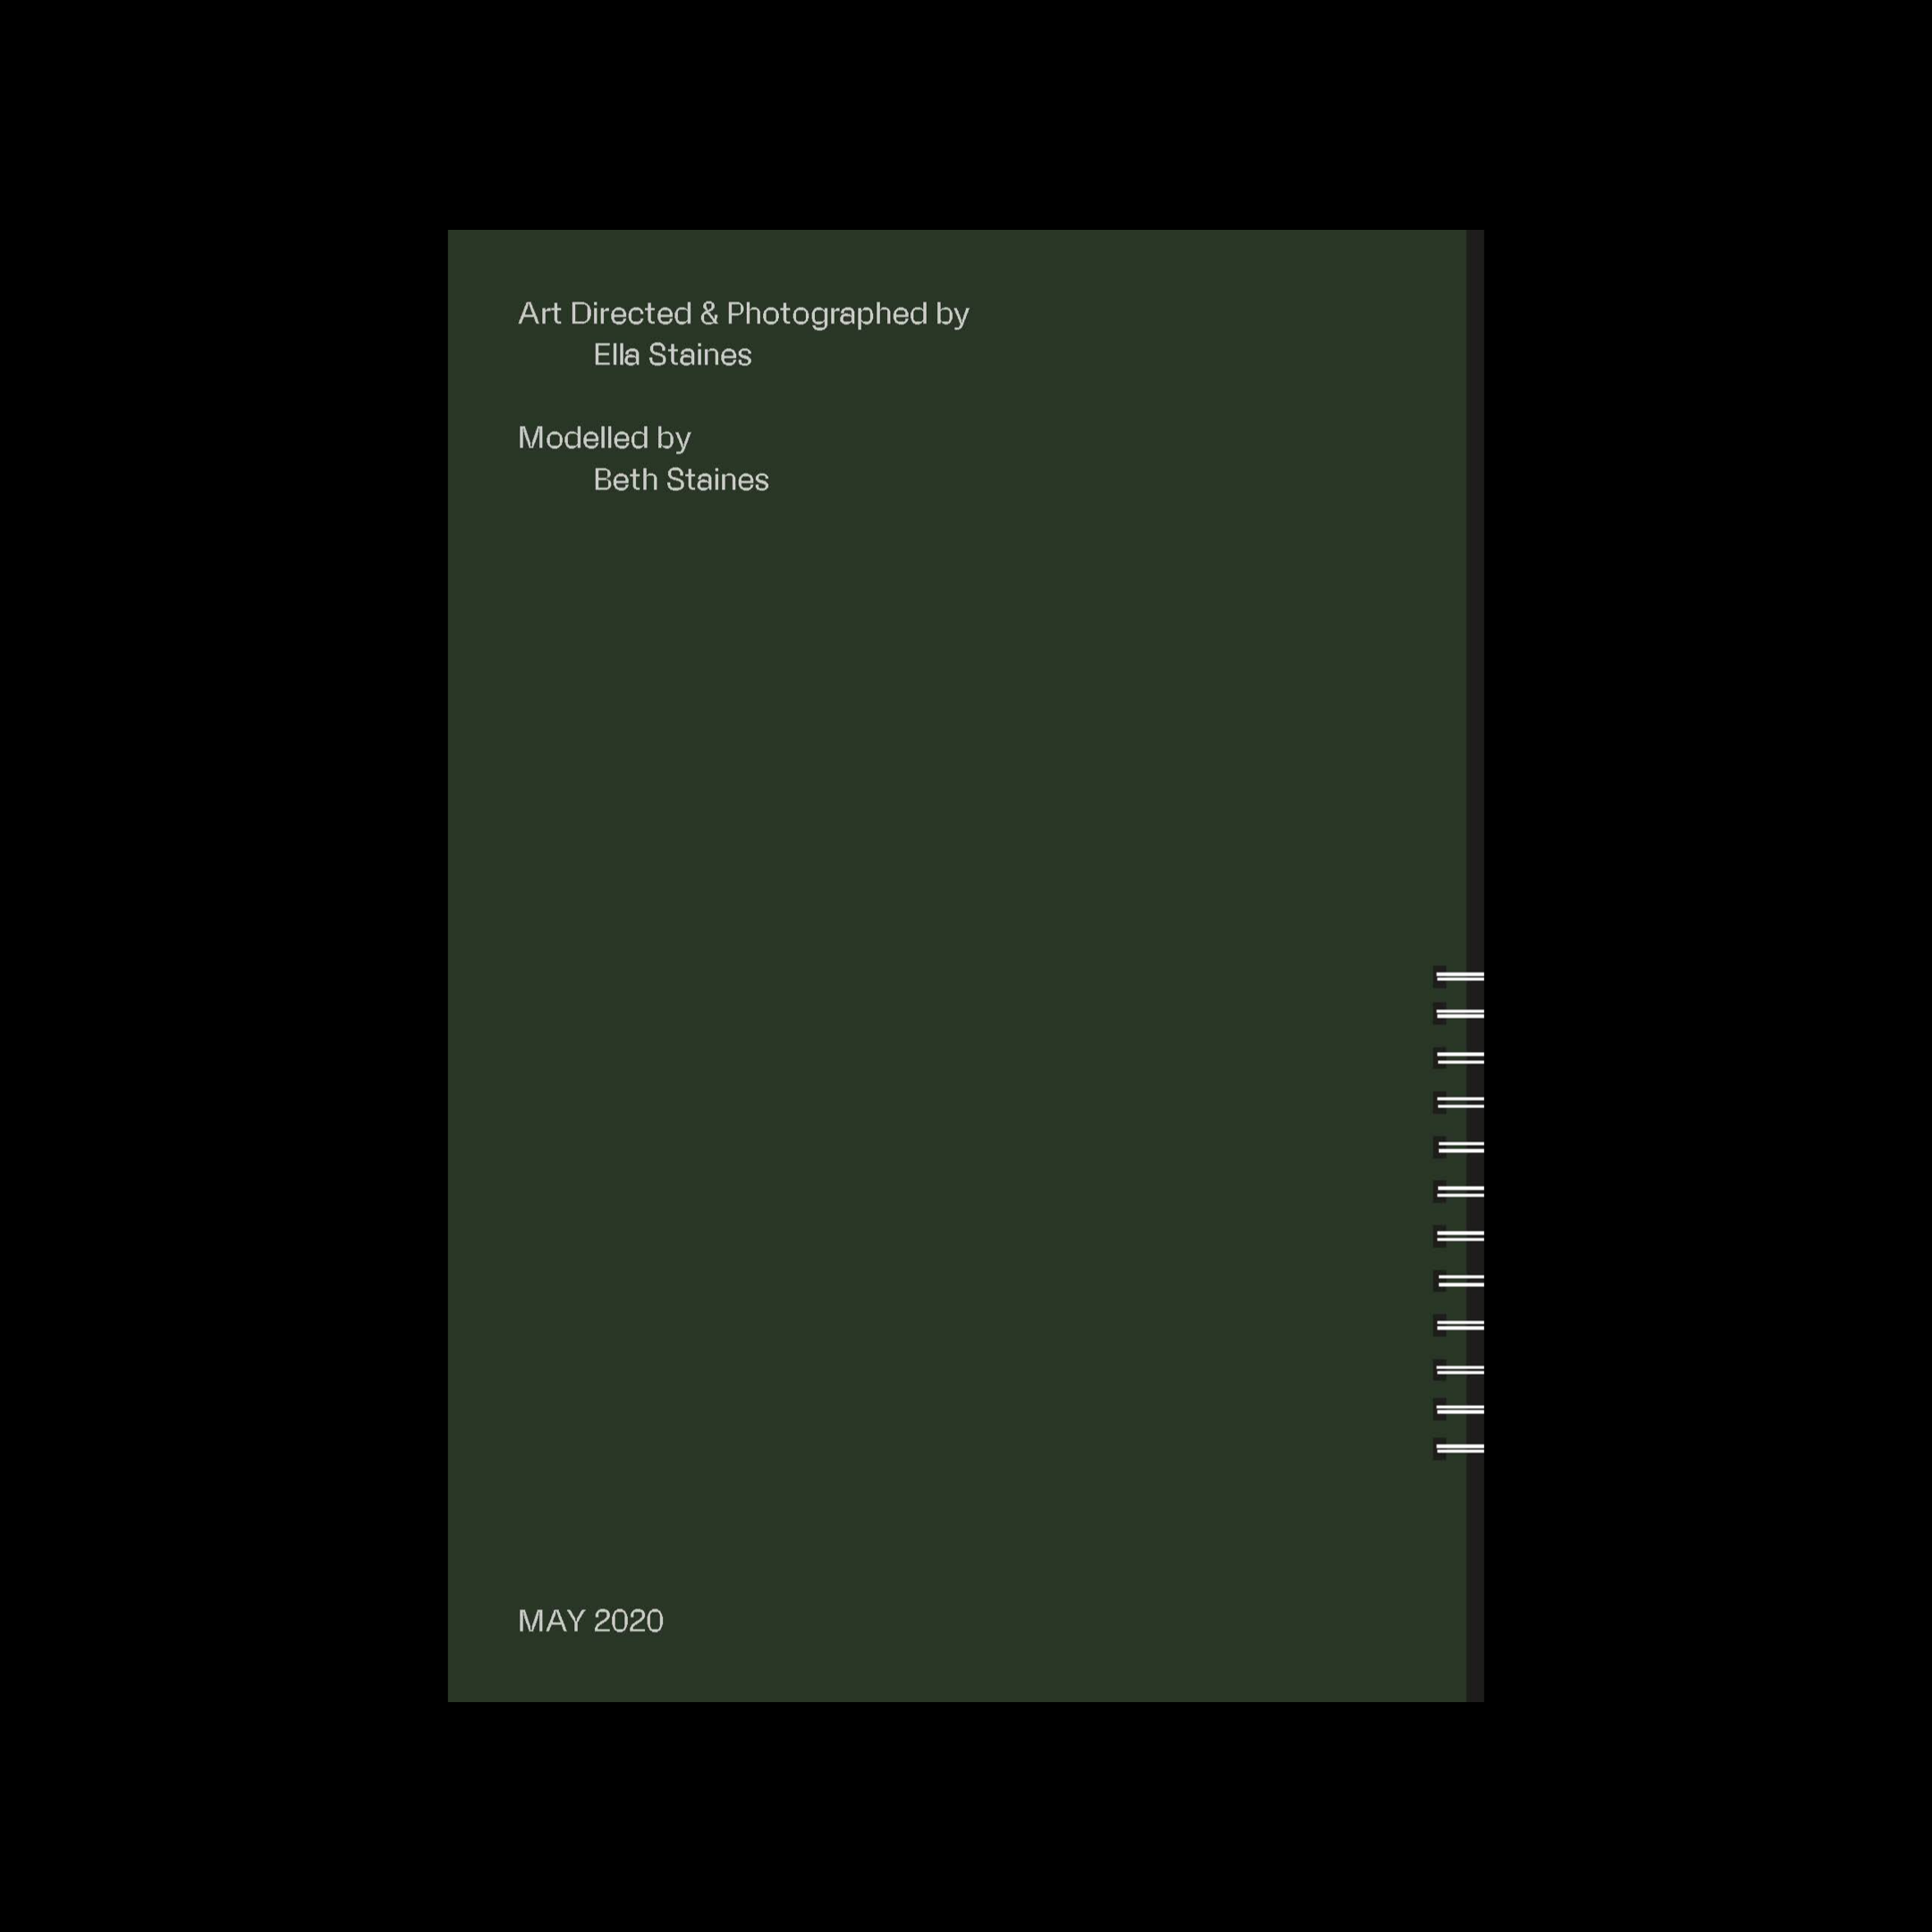 Art Directed & Photographed by
Ella Staines
Modelled by
Beth Staines
MAY 2020